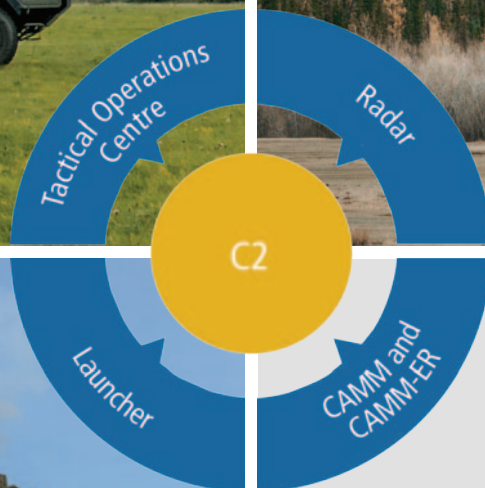 Tactical Operations
Centre
Radar
C2
Launcher
CAMM and
CAMM-ER